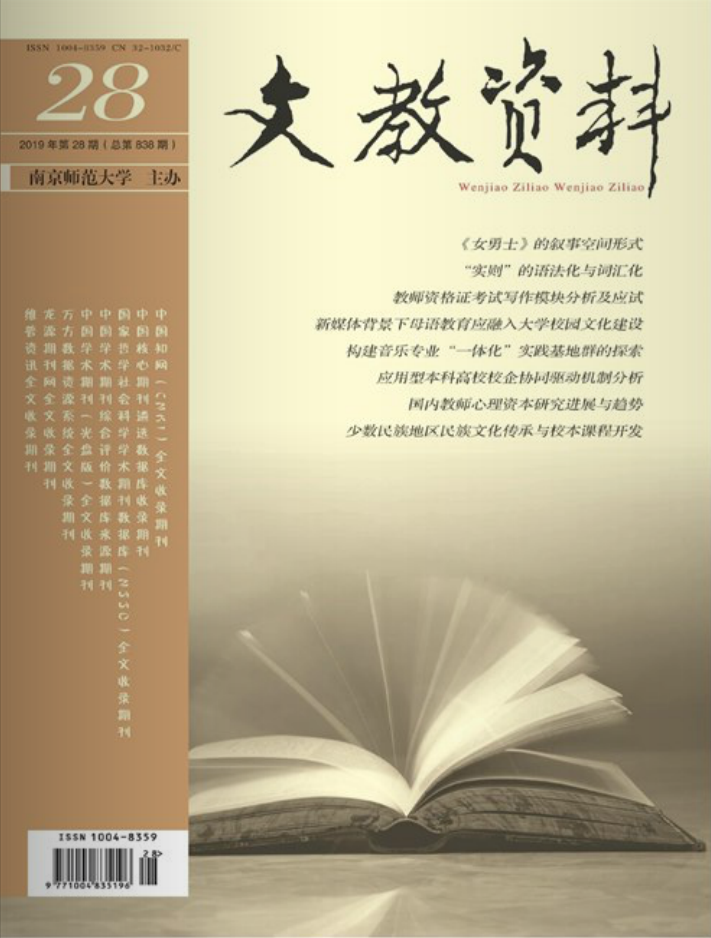 ISSN 1004-8359 CN 32-1032/C
28
2019年第28期(总第838期)
南京师范大学 主办
文教资料
Wenjiao Ziliao Wenjiao Ziliao
《女勇士》的叙事空间形式
“实则”的语法化与词汇化
教师资格证考试写作模块分析及应试
新媒体背景下母语教育应融入大学校园文化建设
构建音乐专业“一体化”实践基地群的探索
应用型本科高校校企协同驱动机制分析
国内教师心理资本研究进展与趋势
少数民族地区民族文化传承与校本课程开发
中国知网(CNKI)全文收录期刊
中国核心期刊遴选数据库收录期刊
国家哲学社会科学学术期刊数据库(NSSD)全文收录期刊
中国学术期刊综合评价数据库来源期刊
中国学术期刊(光盘版)全文收录期刊
万方数据资源系统全文收录期刊
龙源期刊网全文收录期刊
维普资讯全文收录期刊
ISSN 1004-8359
28>
9 771004 835196